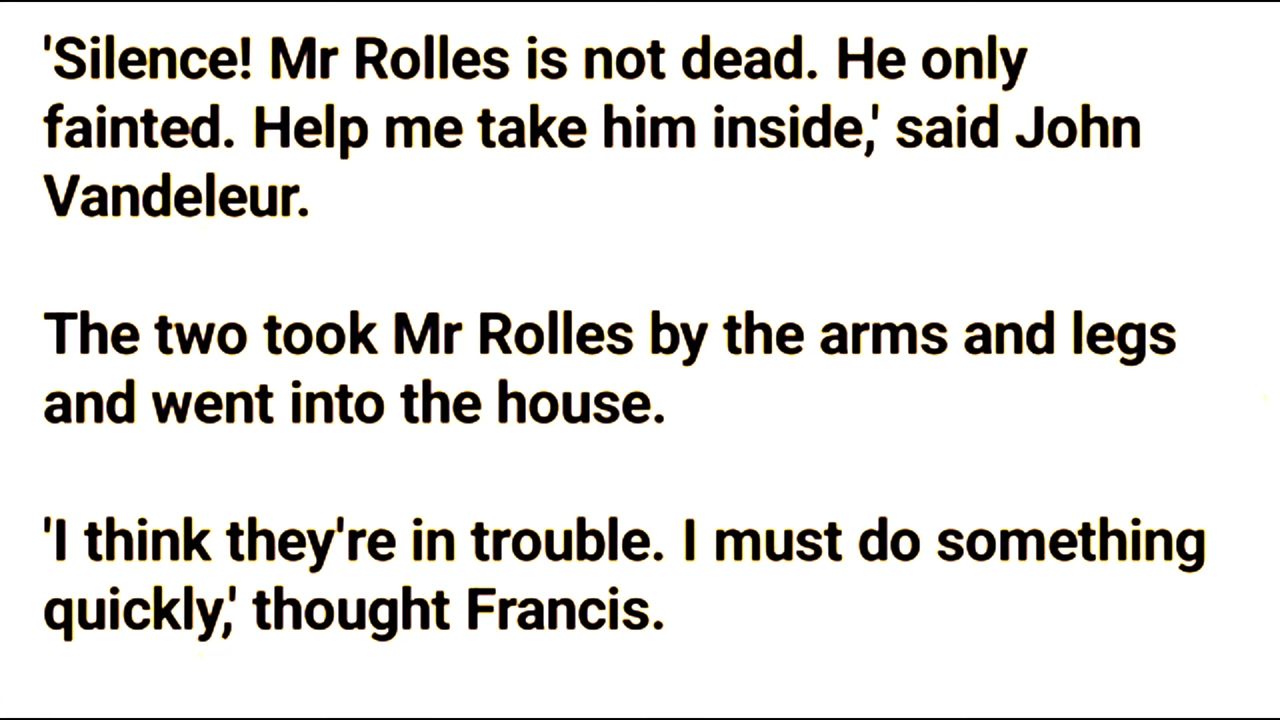 'Silence! Mr Rolles is not dead. He only
fainted. Help me take him inside,' said John
Vandeleur.
The two took Mr Rolles by the arms and legs
and went into the house.
'I think they're in trouble. I must do something
quickly,' thought Francis.